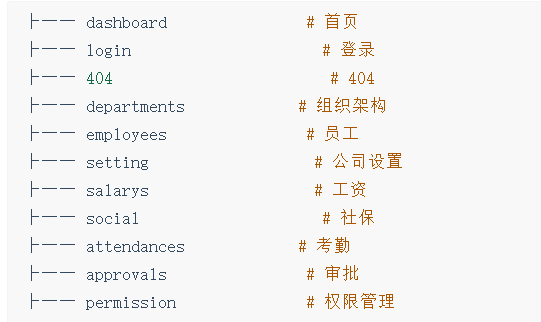 ├── dashboard # 首页
├── login # 登录
├── 404 # 404
├── departments # 组织架构
├── employees # 员工
├── setting # 公司设置
├── salarys # 工资
├── social # 社保
├── attendances # 考勤
├── approvals # 审批
├── permission # 权限管理